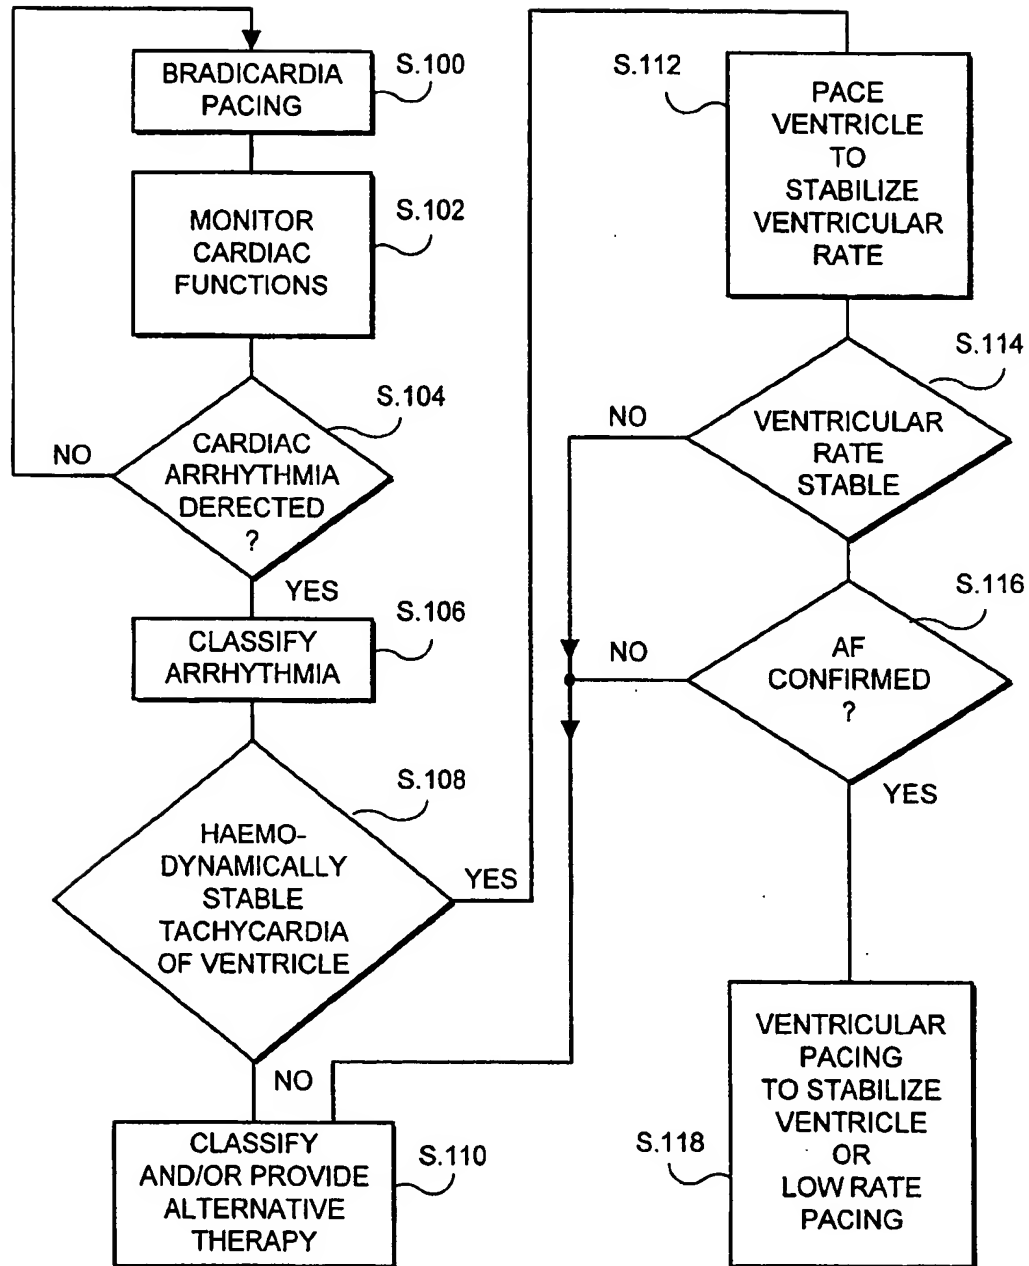 BRADICARDIA
PACING
S.100
MONITOR
CARDIAC
FUNCTIONS
S.102
CARDIAC
ARRHYTHMIA
DERECTED
?
S.104
NO
YES
CLASSIFY
ARRHYTHMIA
S.106
HAEMO-
DYNAMICALLY
STABLE
TACHYCARDIA
OF VENTRICLE
S.108
YES
NO
CLASSIFY
AND/OR PROVIDE
ALTERNATIVE
THERAPY
S.110
S.112
PACE
VENTRICLE
TO
STABILIZE
VENTRICULAR
RATE
S.114
NO
VENTRICULAR
RATE
STABLE
S.116
NO
AF
CONFIRMED
?
YES
S.118
VENTRICULAR
PACING
TO STABILIZE
VENTRICLE
OR
LOW RATE
PACING